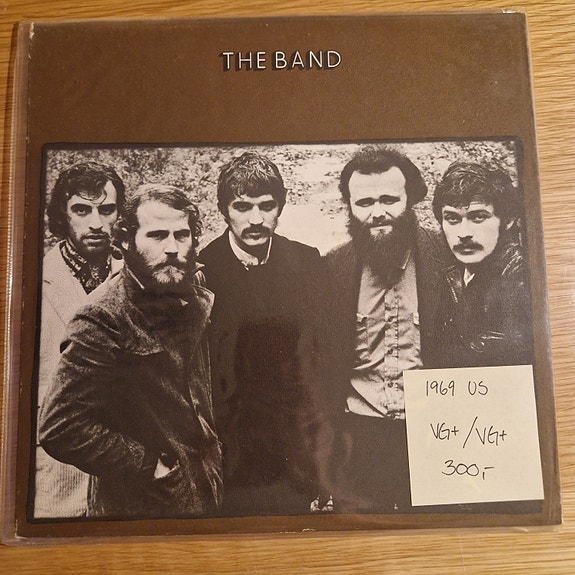 THE BAND
1969 US
VG+/VG+
300,-